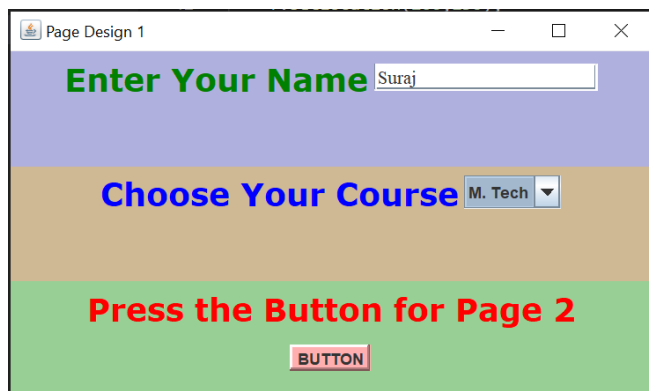 Page Design 1
Enter Your Name Suraj
Choose Your Course M. Tech
Press the Button for Page 2
BUTTON